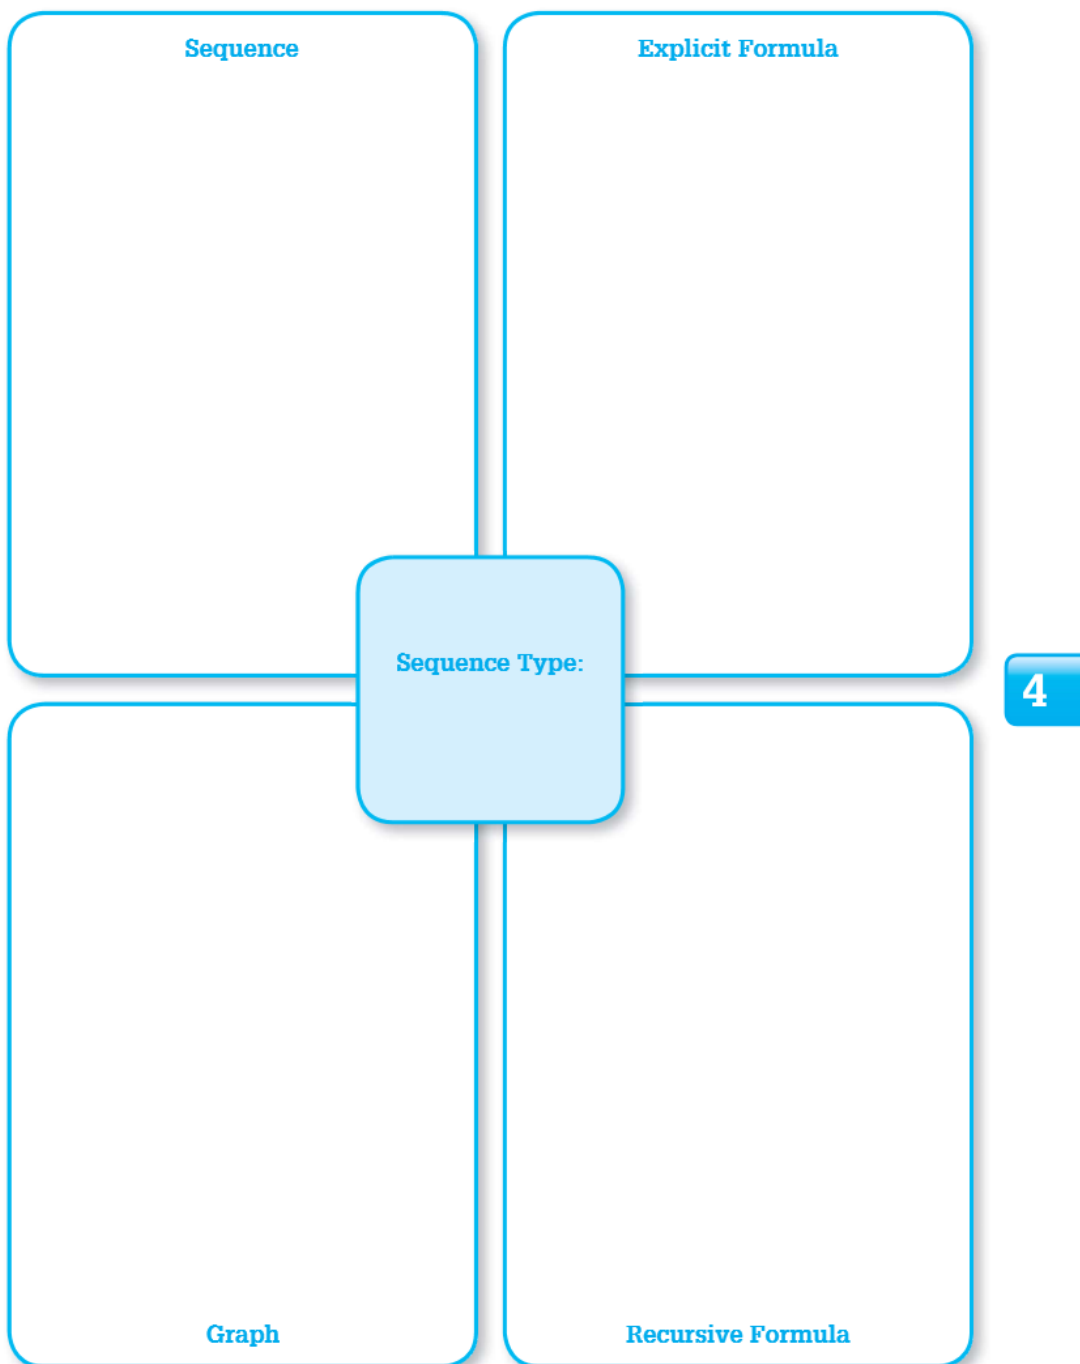 Sequence
Explicit Formula
Sequence Type:
4
Graph
Recursive Formula